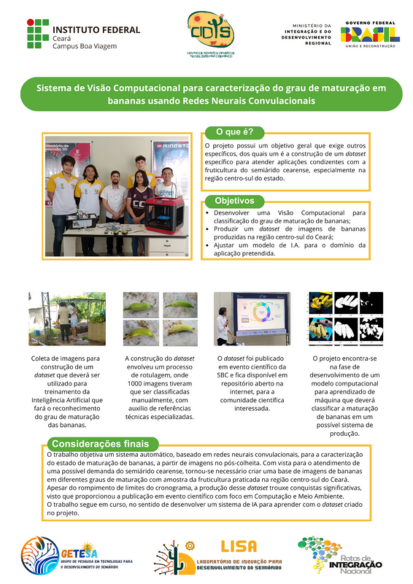 INSTITUTO FEDERAL
Ceará
Campus Boa Viagem
CIDTS
MINISTÉRIO DA
INTEGRAÇÃO E DO
DESENVOLVIMENTO
REGIONAL
GOVERNO FEDERAL
BRASIL
UNIÃO E RECONSTRUÇÃO
Sistema de Visão Computacional para caracterização do grau de maturação em
bananas usando Redes Neurais Convulacionais
O que é?
O projeto possui um objetivo geral que exige outros
específicos, dos quais um é a construção de um dataset
específico para atender aplicações condizentes com a
fruticultura do semiárido cearense, especialmente na
região centro-sul do estado.
Objetivos
Desenvolver uma Visão Computacional para
classificação do grau de maturação de bananas;
Produzir um dataset de imagens de bananas
produzidas na região centro-sul do Ceará;
Ajustar um modelo de I.A. para o domínio da
aplicação pretendida.
Coleta de imagens para
construção de um
dataset que deverá ser
utilizado para
treinamento da
Inteligência Artificial que
fará o reconhecimento
do grau de maturação
das bananas.
A construção do dataset
envolveu um processo
de rotulagem, onde
1000 imagens tiveram
que ser classificadas
manualmente, com
auxílio de referências
técnicas especializadas.
O dataset foi publicado
em evento científico da
SBC e fica disponível em
repositório aberto na
internet, para a
comunidade científica
interessada.
O projeto encontra-se
na fase de
desenvolvimento de um
modelo computacional
para aprendizado de
máquina que deverá
classificar a maturação
de bananas em um
possível sistema de
produção.
Considerações finais
O trabalho objetiva um sistema automático, baseado em redes neurais convulsionais, para a caracterização
do estado de maturação de bananas, a partir de imagens no pós-colheita. Com vista para o atendimento de
uma possível demanda do semiárido cearense, tornou-se necessário criar uma base de imagens de bananas
em diferentes graus de maturação com amostra da fruticultura praticada na região centro-sul do Ceará.
Apesar do rompimento de limites do cronograma, a produção desse dataset trouxe conquistas significativas,
visto que proporcionou a publicação em evento científico com foco em Computação e Meio Ambiente.
O trabalho segue em curso, no sentido de desenvolver um sistema de IA para aprender com o dataset criado
no projeto.
GETESA
GRUPO DE PESQUISA EM TECNOLOGIAS PARA
O DESENVOLVIMENTO DO SEMIÁRIDO
LISA
LABORATÓRIO DE INOVAÇÃO PARA
DESENVOLVIMENTO DO SEMIÁRIDO
Rotas de
INTEGRAÇÃO
Nacional